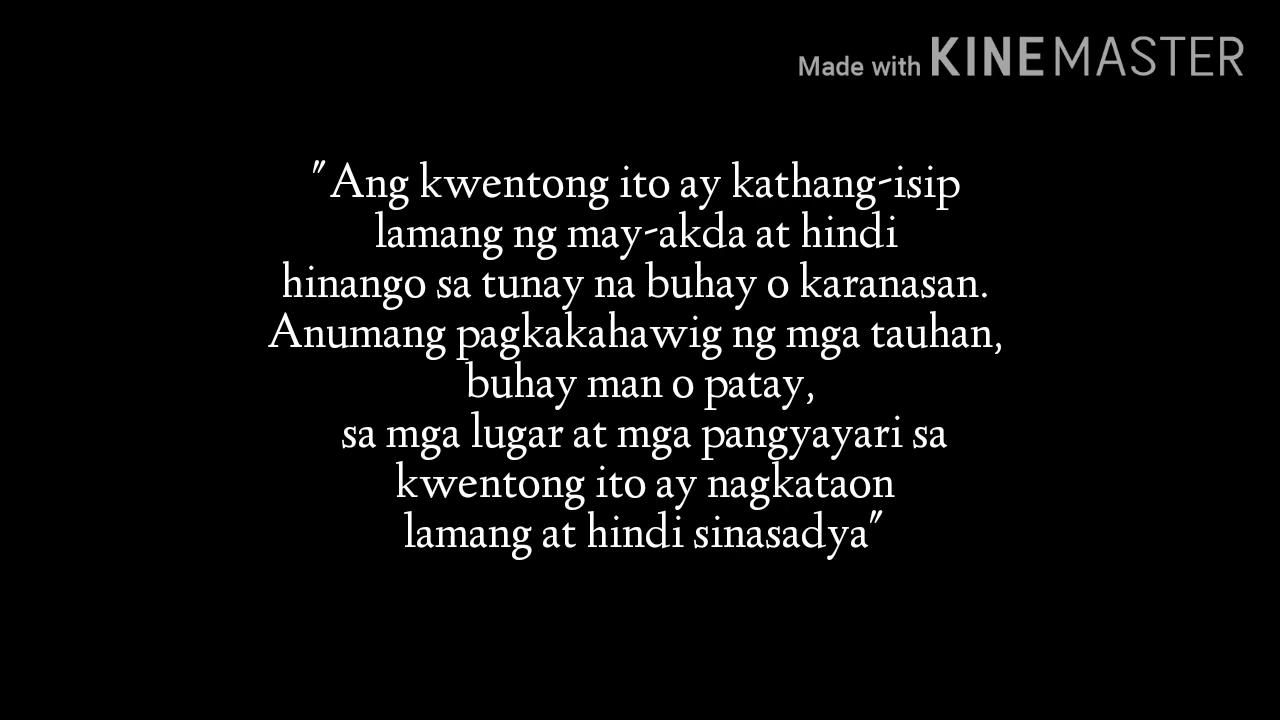 Made with KINEMASTER
"Ang kwentong ito ay kathang-isip
lamang ng may-akda at hindi
hinango sa tunay na buhay o karanasan.
Anumang pagkakahawig ng mga tauhan,
buhay man o patay,
sa mga lugar at mga pangyayari sa
kwentong ito ay nagkataon
lamang at hindi sinasadya"